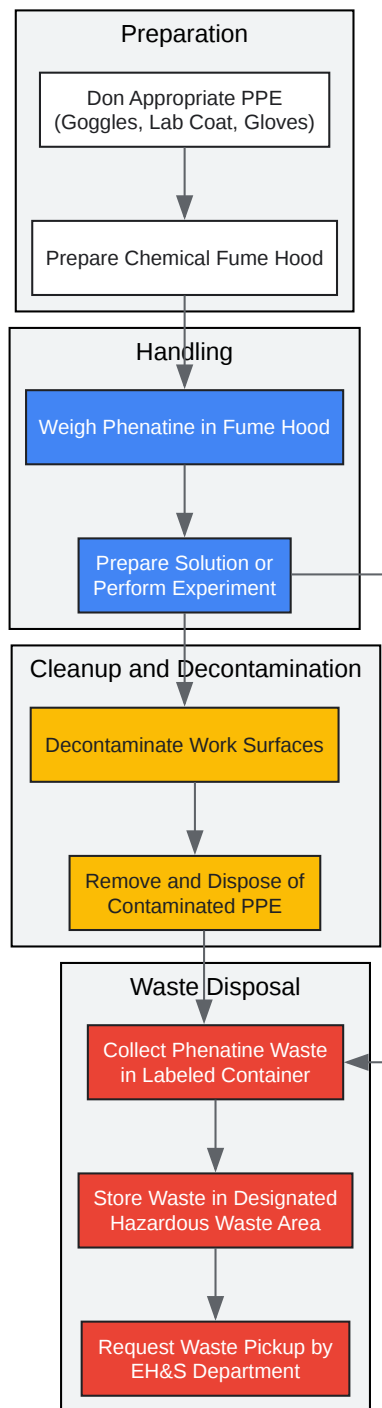 Preparation
Don Appropriate PPE
(Goggles, Lab Coat, Gloves)
Prepare Chemical Fume Hood
Handling
Weigh Phenatine in Fume Hood
Prepare Solution or
Perform Experiment
Cleanup and Decontamination
Decontaminate Work Surfaces
Remove and Dispose of
Contaminated PPE
Waste Disposal
Collect Phenatine Waste
in Labeled Container
Store Waste in Designated
Hazardous Waste Area
Request Waste Pickup by
EH&S Department